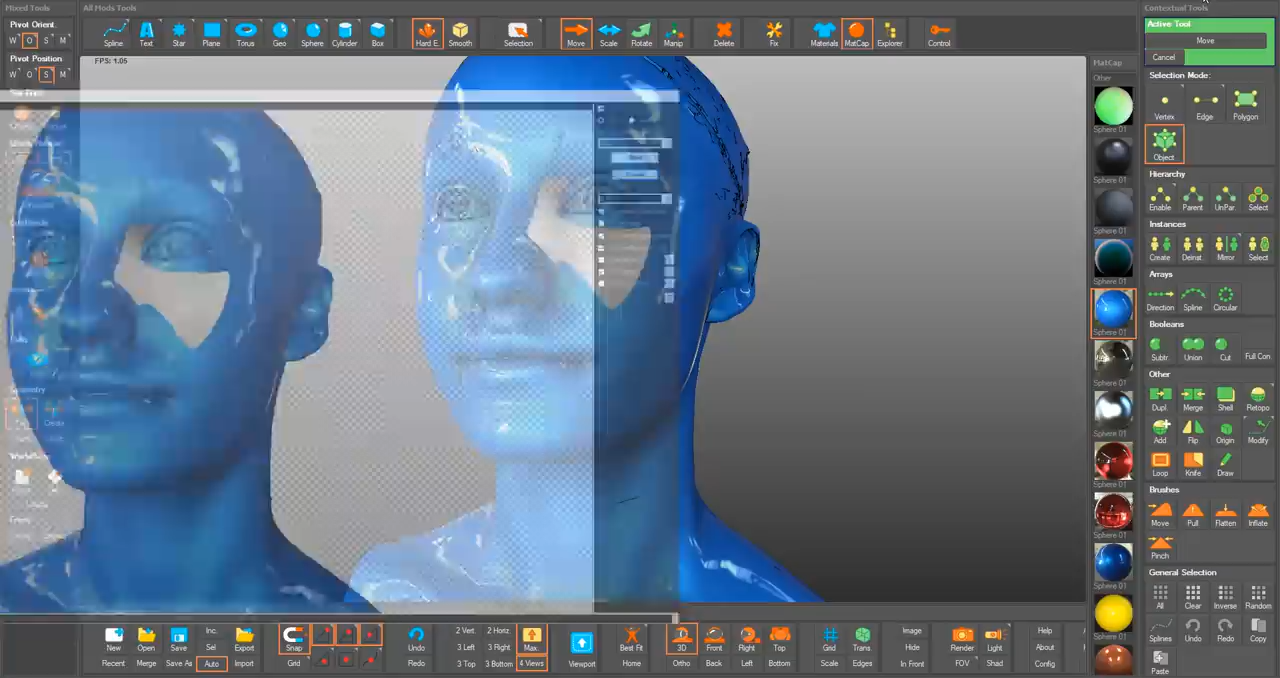 Mixed Tools
All Mods Tools
Contextual Tools
Pivot Orient.
W O S M
Pivot Position
W O S M
Spline Text Star Plane Torus Geo Sphere Cylinder Box
Hard E. Smooth
Selection
Move Scale Rotate Manip
Delete
Fix
Materials MatCap Explorer
Control
FPS: 1.05
MatCap
Other
Sphere 01
Sphere 01
Sphere 01
Sphere 01
Sphere 01
Sphere 01
Sphere 01
Sphere 01
Sphere 01
Sphere 01
Sphere 01
Active Tool
Move
Cancel
Selection Mode:
Vertex Edge Polygon
Object
Hierarchy
Enable Parent UnPar. Select
Instances
Create Deinst. Mirror Select
Arrays
Direction Spline Circular
Booleans
Subtr. Union Cut Full Con
Other
Dupl. Merge Shell Retopo
Add Flip Origin Modify
Loop Knife Draw
Brushes
Move Pull Flatten Inflate
Pinch
General Selection
All Clear Inverse Random
Splines Undo Redo Copy
Paste
New Open Save Inc. Sel Export
Recent Merge Save As Auto Import
Snap
Grid
Undo
Redo
2 Vert. 2 Horz.
3 Left 3 Right
3 Top 3 Bottom
Max.
4 Views
Viewport
Best Fit
Home
3D Front Right Top
Ortho Back Left Bottom
Grid Trans
Scale Edges
Image
Hide
In Front
Render Light
FOV Shad
Help
About
Config